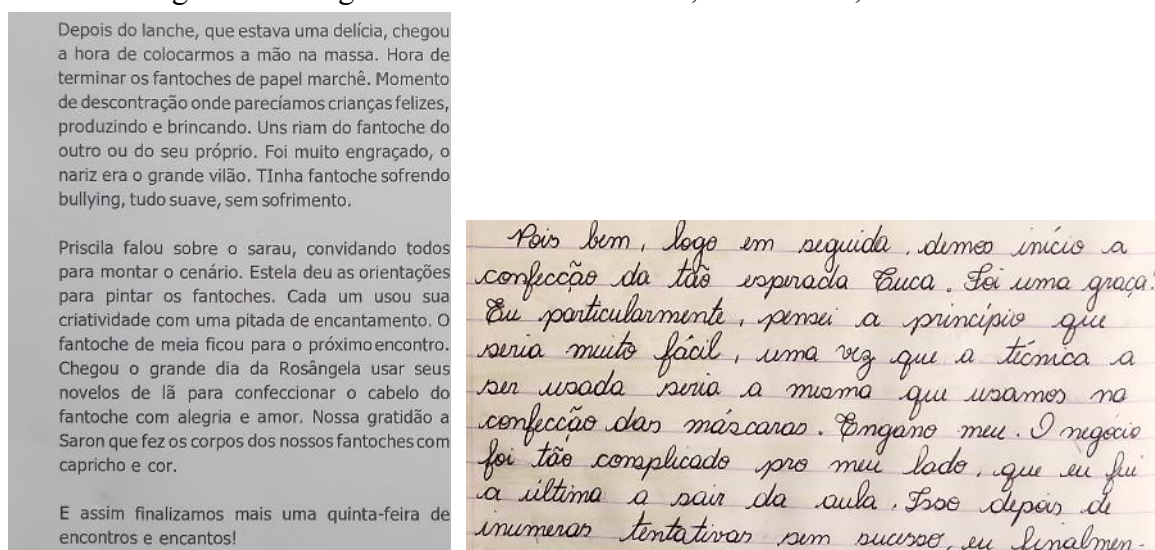 Depois do lanche, que estava uma delícia, chegou
a hora de colocarmos a mão na massa. Hora de
terminar os fantoches de papel marchê. Momento
de descontração onde parecíamos crianças felizes,
produzindo e brincando. Uns riam do fantoche do
outro ou do seu próprio. Foi muito engraçado, o
nariz era o grande vilão. TInha fantoche sofrendo
bullying, tudo suave, sem sofrimento.
Priscila falou sobre o sarau, convidando todos
para montar o cenário. Estela deu as orientações
para pintar os fantoches. Cada um usou sua
criatividade com uma pitada de encantamento. O
fantoche de meia ficou para o próximo encontro.
Chegou o grande dia da Rosângela usar seus
novelos de lã para confeccionar o cabelo do
fantoche com alegria e amor. Nossa gratidão a
Saron que fez os corpos dos nossos fantoches com
capricho e cor.
E assim finalizamos mais uma quinta-feira de
encontros e encantos!
Pois bem, logo em seguida, demos início a
confecção da tão esperada Cuca. Foi uma graça!
Eu particularmente, pensei a princípio que
seria muito fácil, uma vez que a técnica a
ser usada seria a mesma que usamos na
confecção das máscaras. Engano meu. O negócio
foi tão complicado pro meu lado, que eu fui
a última a sair da aula. Isso depois de
inumeras tentativas sem sucesso, eu finalmen-